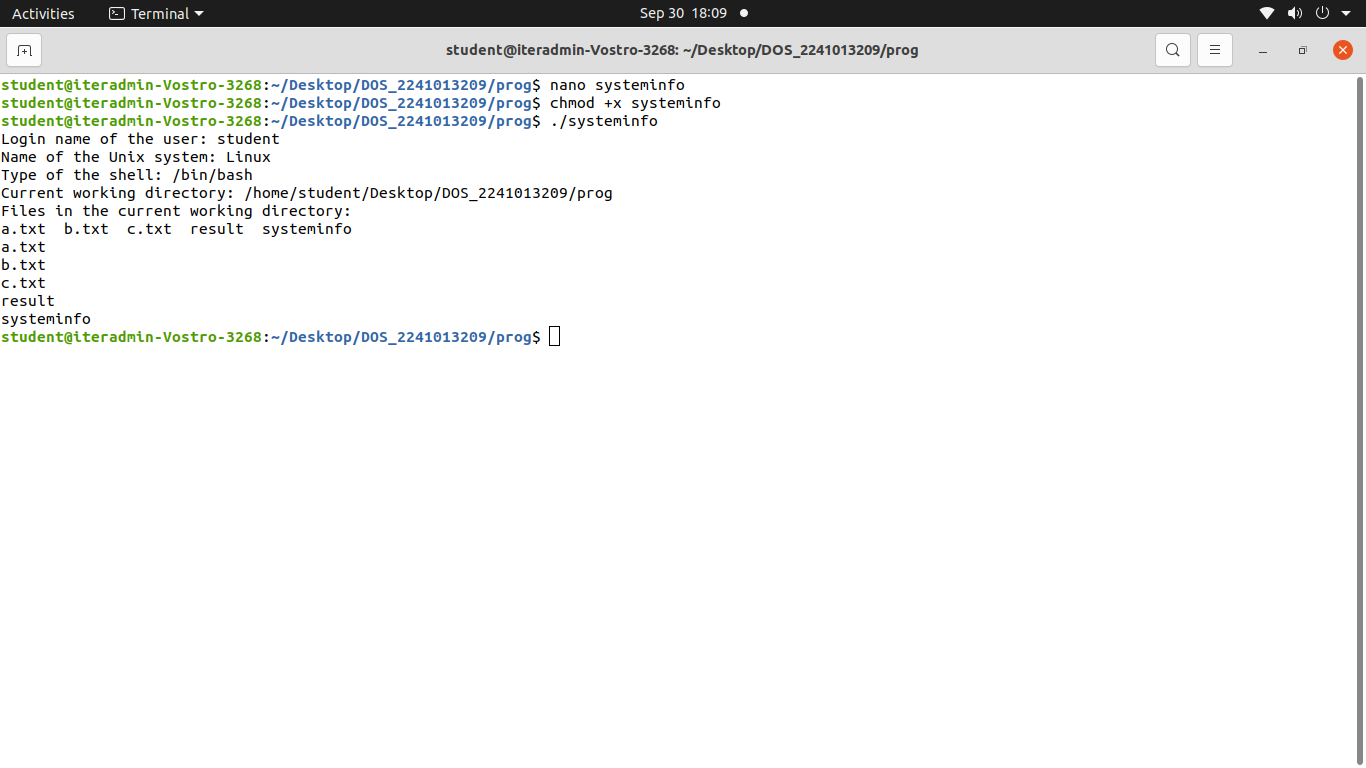 Activities Terminal Sep 30 18:09
student@iteradmin-Vostro-3268: ~/Desktop/DOS_2241013209/prog
student@iteradmin-Vostro-3268:~/Desktop/DOS_2241013209/prog$ nano systeminfo
student@iteradmin-Vostro-3268:~/Desktop/DOS_2241013209/prog$ chmod +x systeminfo
student@iteradmin-Vostro-3268:~/Desktop/DOS_2241013209/prog$ ./systeminfo
Login name of the user: student
Name of the Unix system: Linux
Type of the shell: /bin/bash
Current working directory: /home/student/Desktop/DOS_2241013209/prog
Files in the current working directory:
a.txt  b.txt  c.txt  result  systeminfo
a.txt
b.txt
c.txt
result
systeminfo
student@iteradmin-Vostro-3268:~/Desktop/DOS_2241013209/prog$